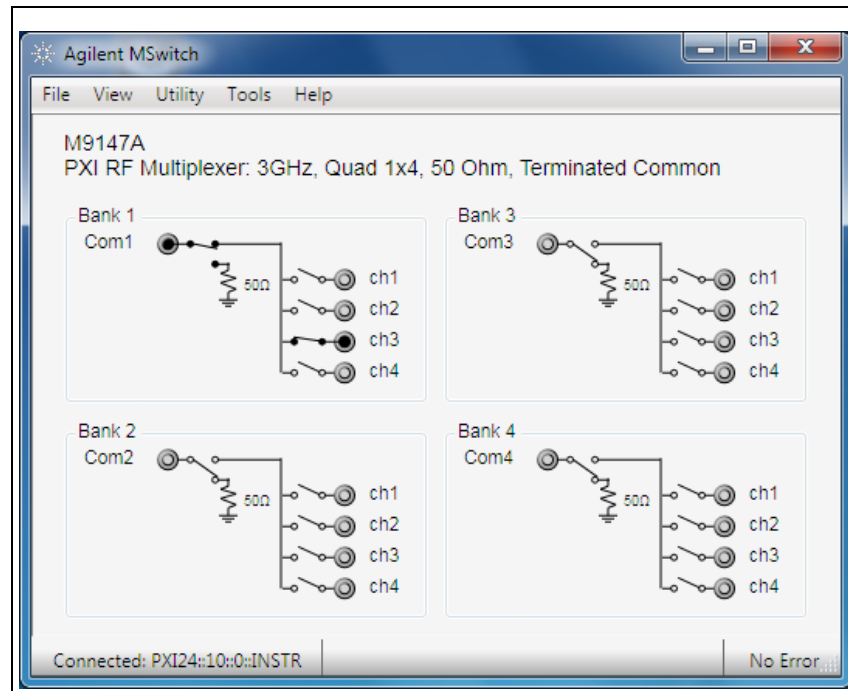 Agilent MSwitch
File View Utility Tools Help
M9147A
PXI RF Multiplexer: 3GHz, Quad 1x4, 50 Ohm, Terminated Common
Bank 1
Com1
50Ω
ch1
ch2
ch3
ch4
Bank 3
Com3
50Ω
ch1
ch2
ch3
ch4
Bank 2
Com2
50Ω
ch1
ch2
ch3
ch4
Bank 4
Com4
50Ω
ch1
ch2
ch3
ch4
Connected: PXI24::10::0::INSTR
No Error